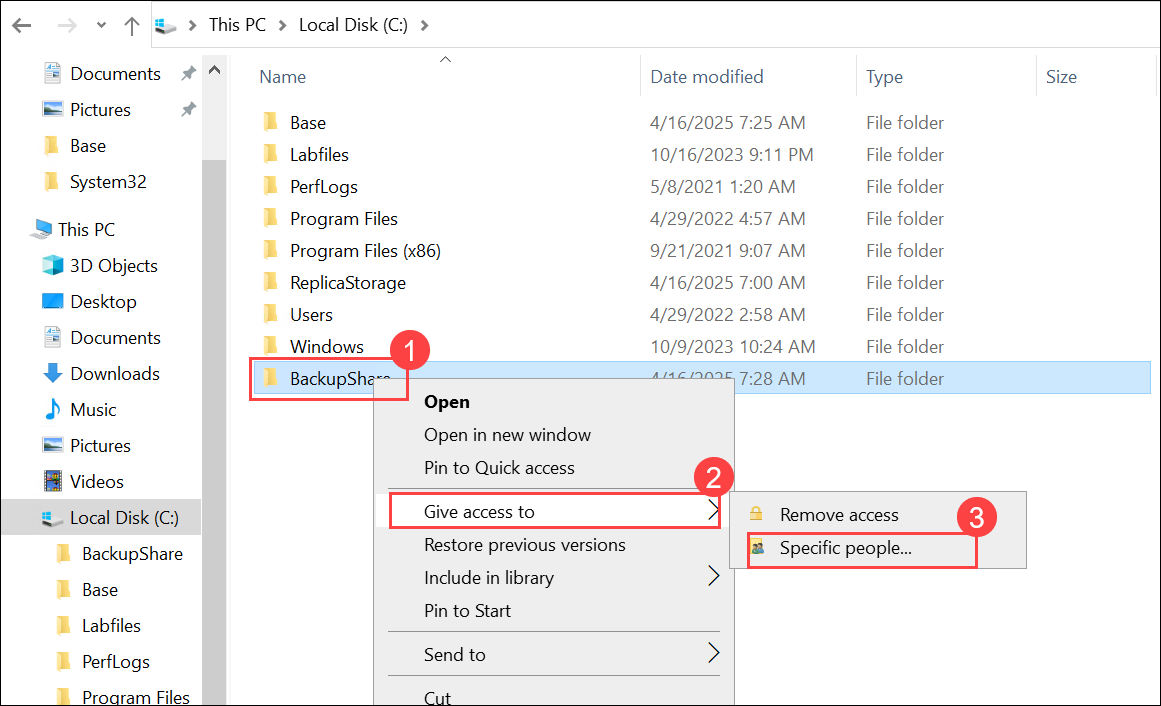 This PC Local Disk (C:)
Name Date modified Type Size
Documents
Pictures
Base
System32
This PC
3D Objects
Desktop
Documents
Downloads
Music
Pictures
Videos
Local Disk (C:)
BackupShare
Base
Labfiles
PerfLogs
Program Files
Base 4/16/2025 7:25 AM File folder
Labfiles 10/16/2023 9:11 PM File folder
PerfLogs 5/8/2021 1:20 AM File folder
Program Files 4/29/2022 4:57 AM File folder
Program Files (x86) 9/21/2021 9:07 AM File folder
ReplicaStorage 4/16/2025 7:00 AM File folder
Users 4/29/2022 2:58 AM File folder
Windows 10/9/2023 10:24 AM File folder
BackupShare 4/16/2025 7:28 AM File folder
1
Open
Open in new window
Pin to Quick access
2
Give access to
Restore previous versions
Include in library
Pin to Start
Send to
Cut
Remove access
3
Specific people...